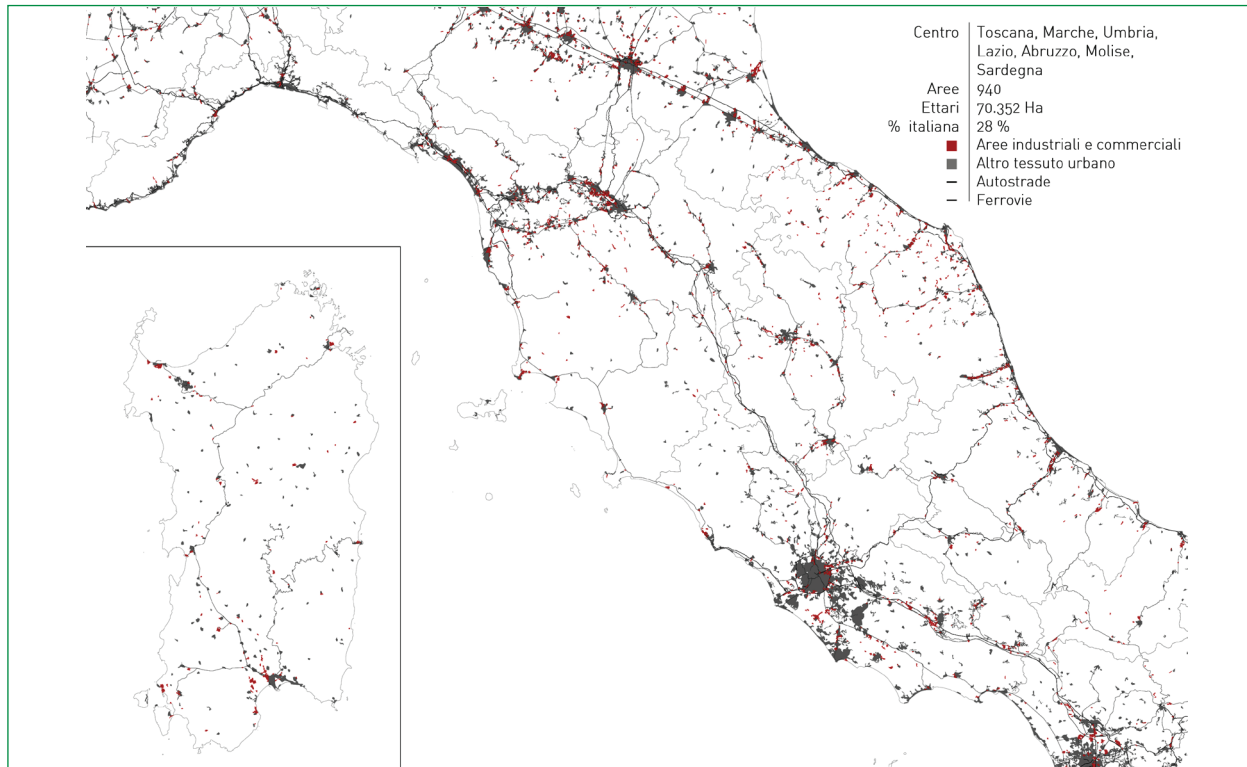 Centro Toscana, Marche, Umbria,
Lazio, Abruzzo, Molise,
Sardegna
Aree 940
Ettari 70.352 Ha
% italiana 28 %
Aree industriali e commerciali
Altro tessuto urbano
Autostrade
Ferrovie